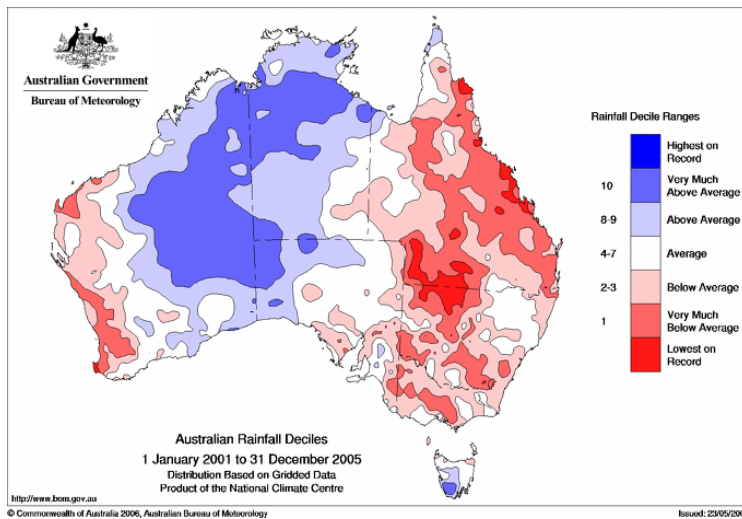 Australian Government
Bureau of Meteorology
Rainfall Decile Ranges
Highest on
Record
10
Very Much
Above Average
8-9
Above Average
4-7
Average
2-3
Below Average
1
Very Much
Below Average
Lowest on
Record
Australian Rainfall Deciles
1 January 2001 to 31 December 2005
Distribution Based on Gridded Data
Product of the National Climate Centre
http://www.bom.gov.au
© Commonwealth of Australia 2006, Australian Bureau of Meteorology
Issued: